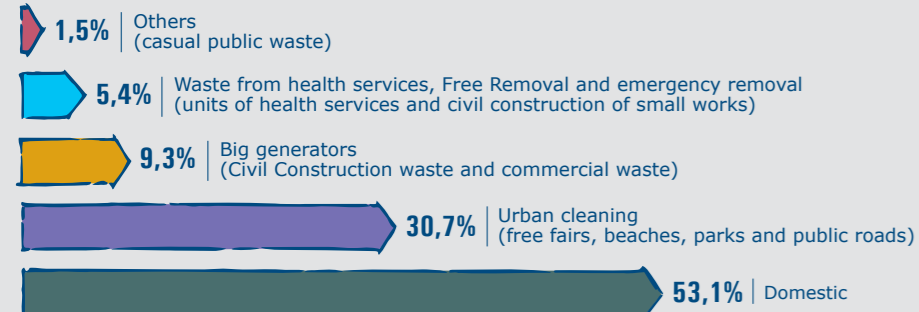 1,5% Others
(casual public waste)
5,4% Waste from health services, Free Removal and emergency removal
(units of health services and civil construction of small works)
9,3% Big generators
(Civil Construction waste and commercial waste)
30,7% Urban cleaning
(free fairs, beaches, parks and public roads)
53,1% Domestic